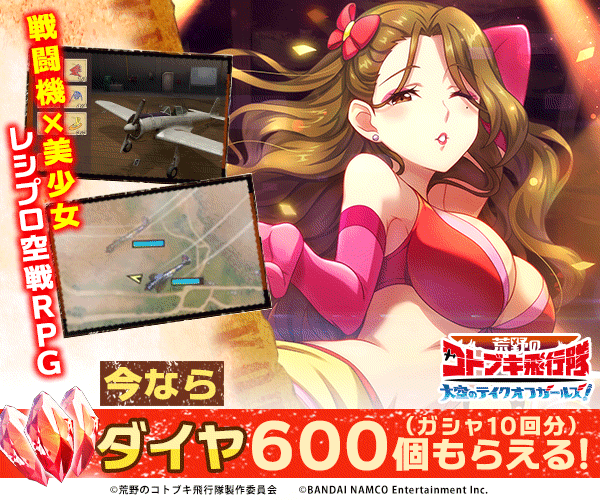 戦闘機×美少女
レシプロ空戦RPG
荒野の
コトブキ飛行隊
大空のテイクオフガールズ!
今なら
ダイヤ600個もらえる!
(ガシャ10回分)
©荒野のコトブキ飛行隊製作委員会 ©BANDAI NAMCO Entertainment Inc.